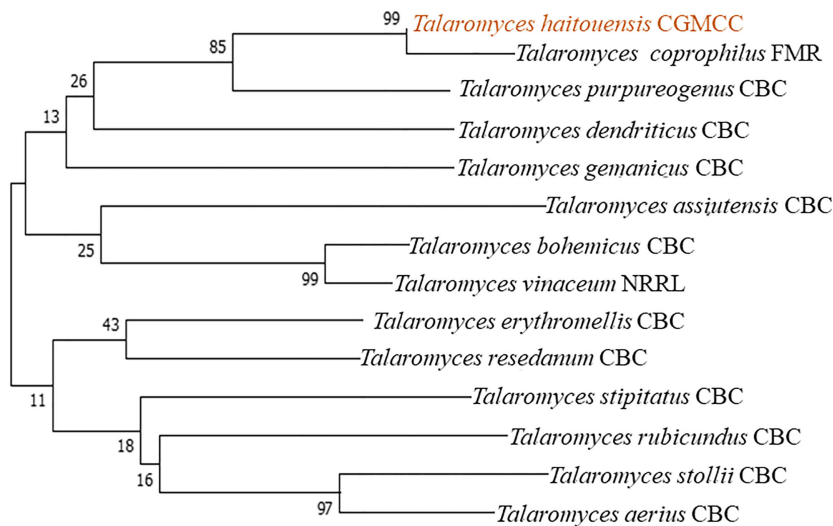 99
Talaromyces haitouensis CGMCC
Talaromyces coprophilus FMR
85
26
Talaromyces purpureogenus CBC
13
Talaromyces dendriticus CBC
Talaromyces gemanicus CBC
Talaromyces assiutensis CBC
25
Talaromyces bohemicus CBC
99
Talaromyces vinaceum NRRL
43
Talaromyces erythromellis CBC
Talaromyces resedanum CBC
11
Talaromyces stipitatus CBC
18
Talaromyces rubicundus CBC
16
Talaromyces stollii CBC
97
Talaromyces aerius CBC